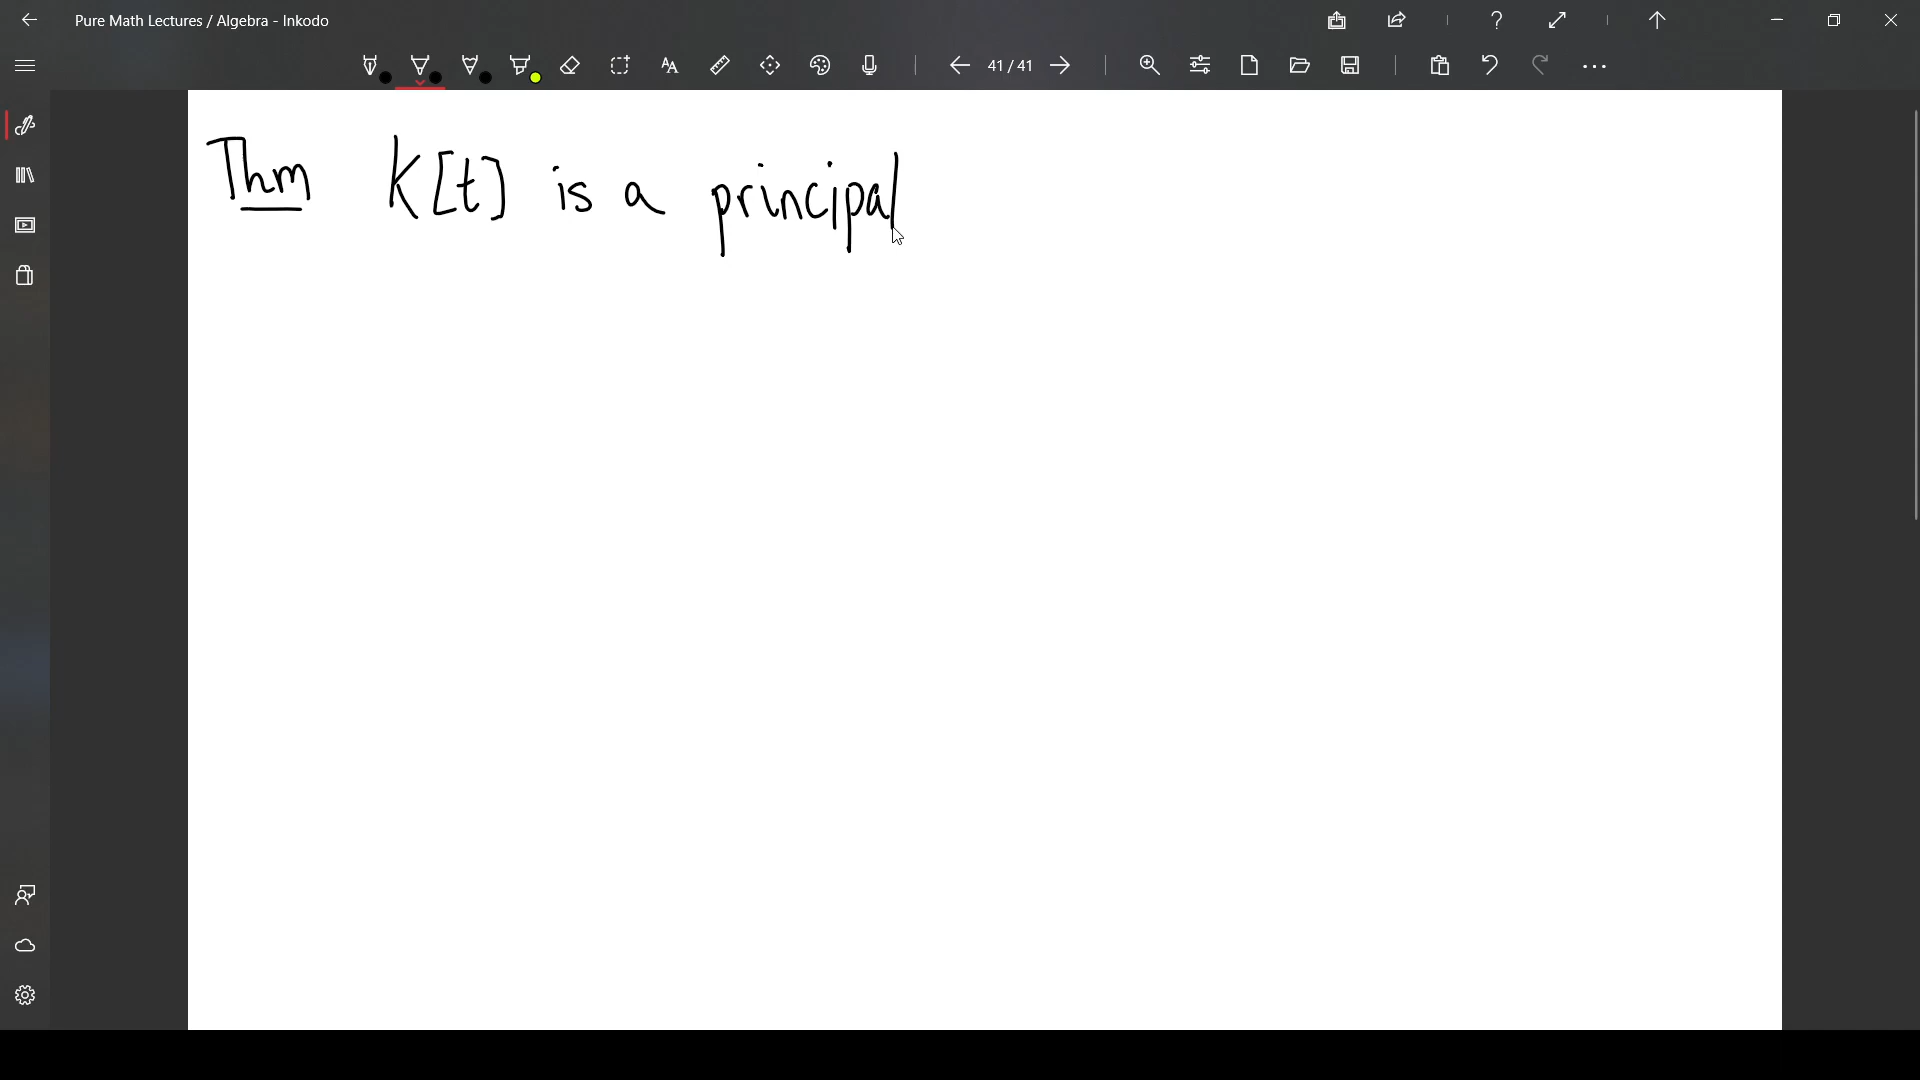 Pure Math Lectures / Algebra - Inkodo
41 / 41
Thm K[t] is a principal